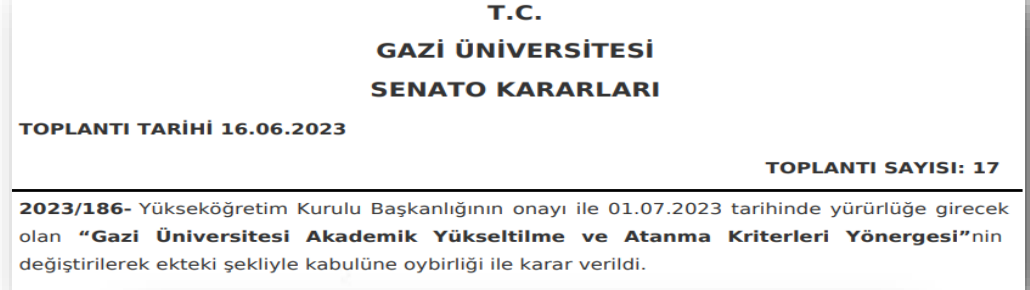 T.C.
GAZİ ÜNİVERSİTESİ
SENATO KARARLARI
TOPLANTI TARİHİ 16.06.2023
TOPLANTI SAYISI: 17
2023/186- Yükseköğretim Kurulu Başkanlığının onayı ile 01.07.2023 tarihinde yürürlüğe girecek
olan “Gazi Üniversitesi Akademik Yükseltilme ve Atanma Kriterleri Yönergesi”nin
değiştirilerek ekteki şekliyle kabulüne oybirliği ile karar verildi.